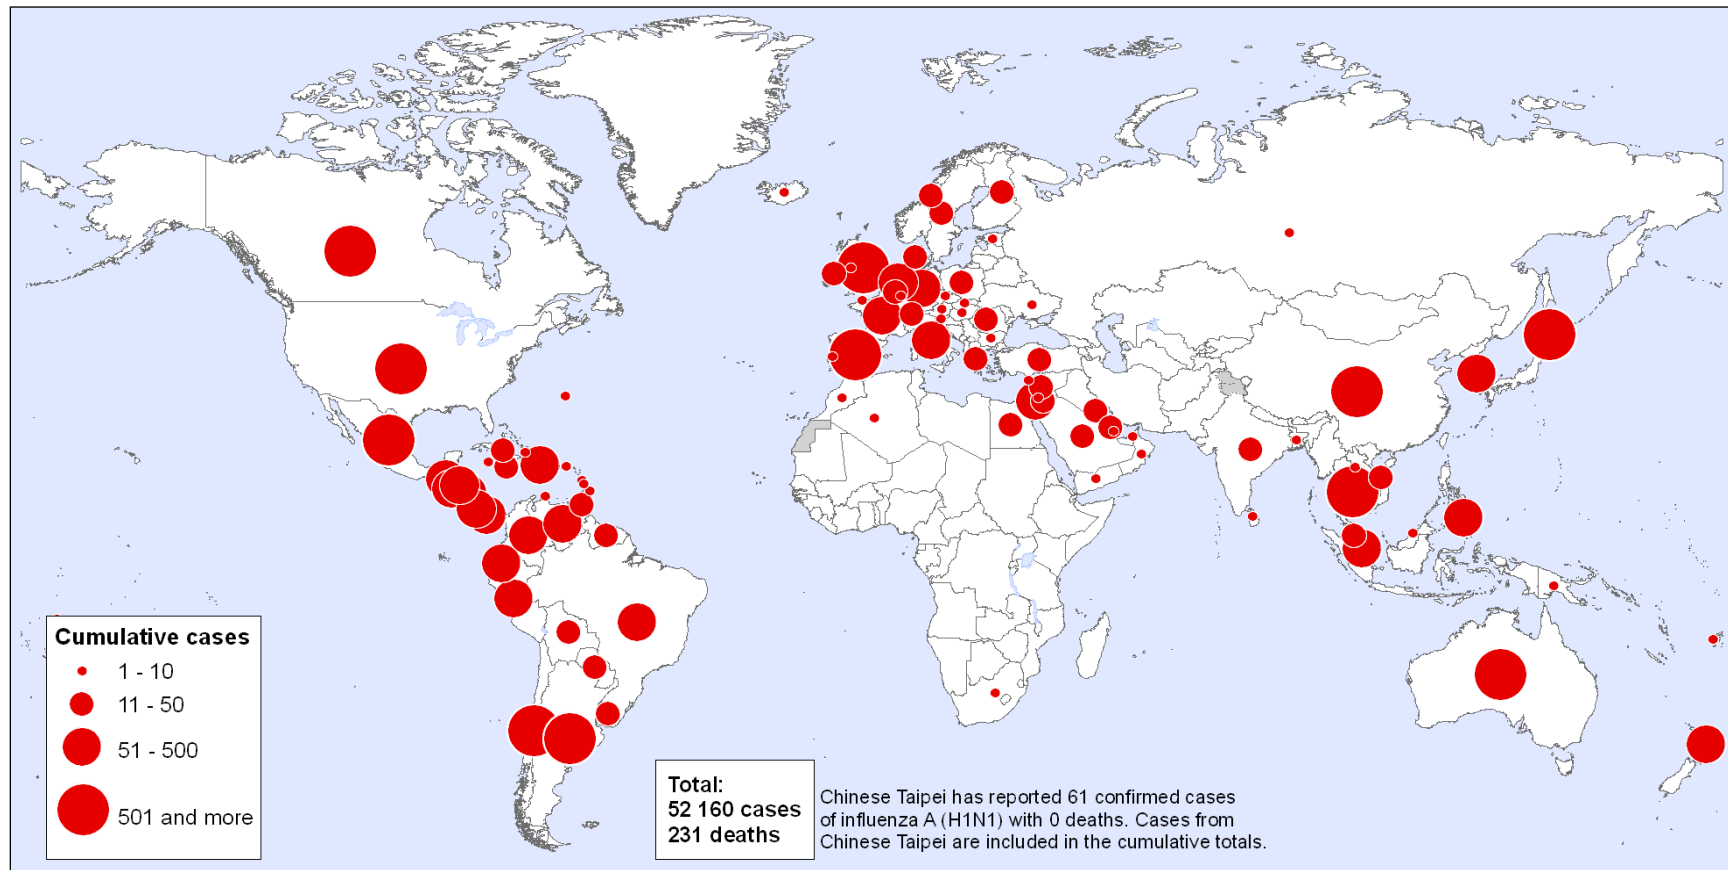 Cumulative cases
1 - 10
11 - 50
51 - 500
501 and more
Total:
52 160 cases
231 deaths
Chinese Taipei has reported 61 confirmed cases
of influenza A (H1N1) with 0 deaths. Cases from
Chinese Taipei are included in the cumulative totals.